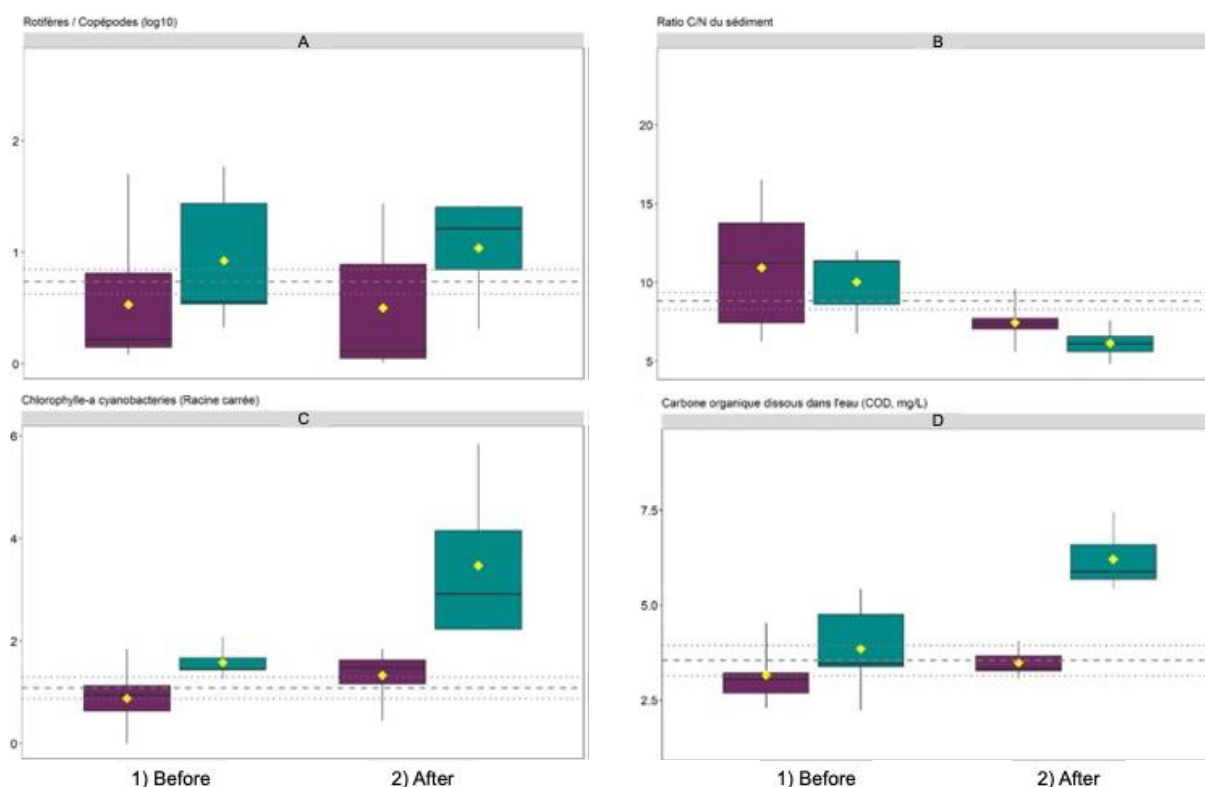 Rotifères / Copépodes (log10)
A
2
1
0
Ratio C/N du sédiment
B
20
15
10
5
Chlorophylle-a cyanobacteries (Racine carrée)
C
6
4
2
0
1) Before
2) After
Carbone organique dissous dans l'eau (COD, mg/L)
D
7.5
5.0
2.5
1) Before
2) After